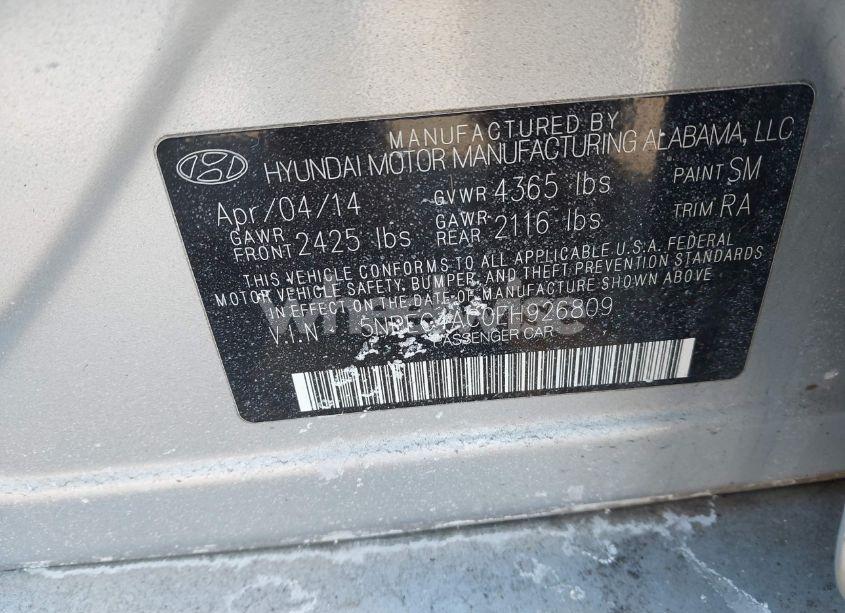 MANUFACTURED BY
HYUNDAI MOTOR MANUFACTURING ALABAMA, LLC
Apr/04/14 GVWR 4365 lbs PAINT SM
GAWR FRONT 2425 lbs GAWR REAR 2116 lbs TRIM RA
THIS VEHICLE CONFORMS TO ALL APPLICABLE U.S.A. FEDERAL
MOTOR VEHICLE SAFETY, BUMPER, AND THEFT PREVENTION STANDARDS
IN EFFECT ON THE DATE OF MANUFACTURE SHOWN ABOVE
V.I.N
PASSENGER CAR